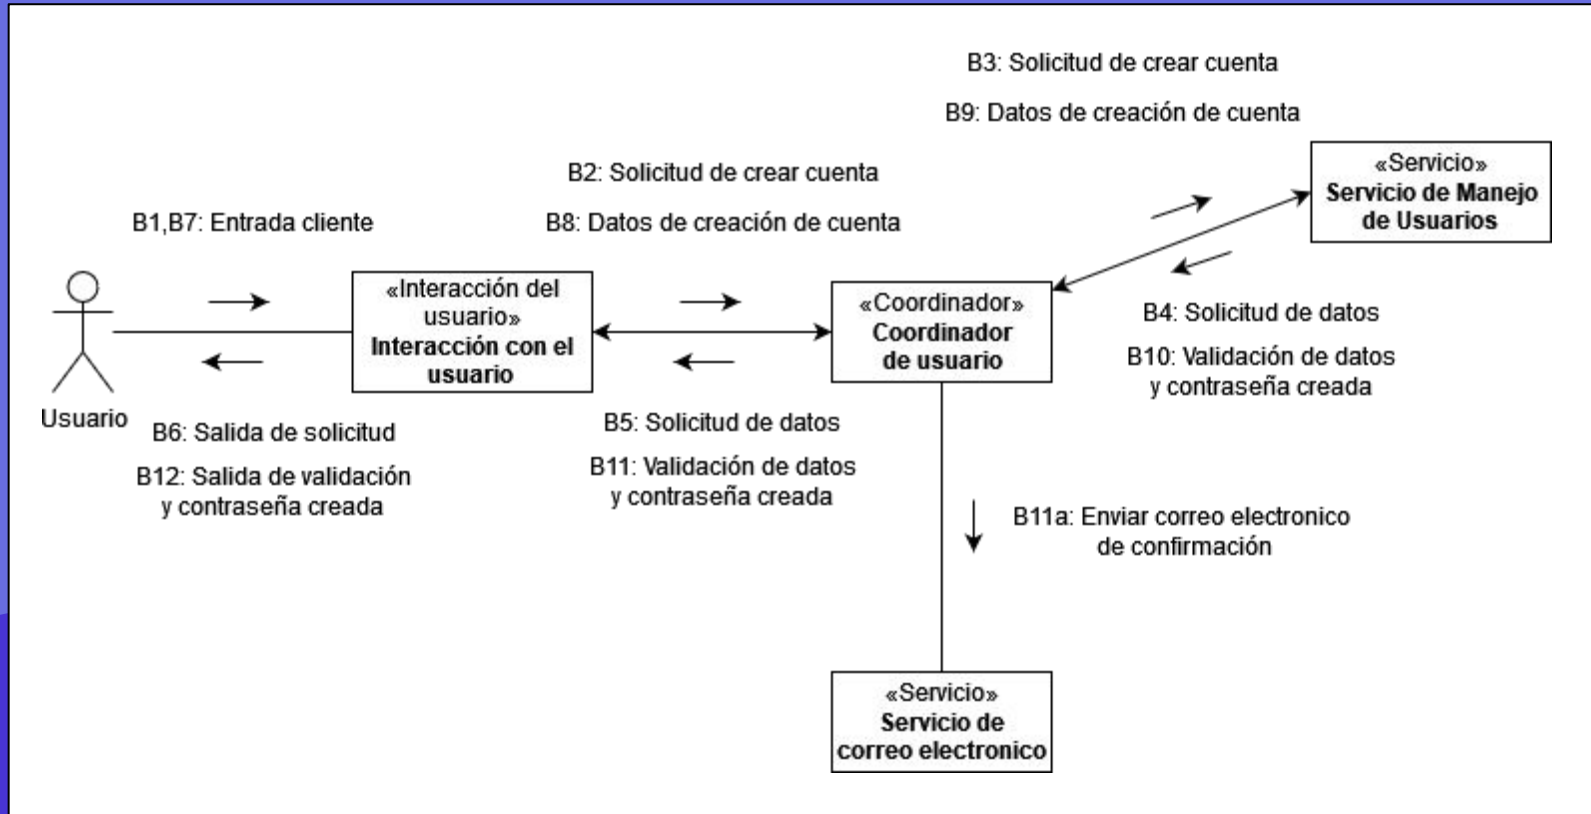 B3: Solicitud de crear cuenta
B9: Datos de creación de cuenta
B2: Solicitud de crear cuenta
B8: Datos de creación de cuenta
B1,B7: Entrada cliente
«Servicio»
Servicio de Manejo
de Usuarios
«Interacción del
usuario»
Interacción con el
usuario
«Coordinador»
Coordinador
de usuario
B4: Solicitud de datos
B10: Validación de datos
y contraseña creada
Usuario
B6: Salida de solicitud
B12: Salida de validación
y contraseña creada
B5: Solicitud de datos
B11: Validación de datos
y contraseña creada
B11a: Enviar correo electronico
de confirmación
«Servicio»
Servicio de
correo electronico